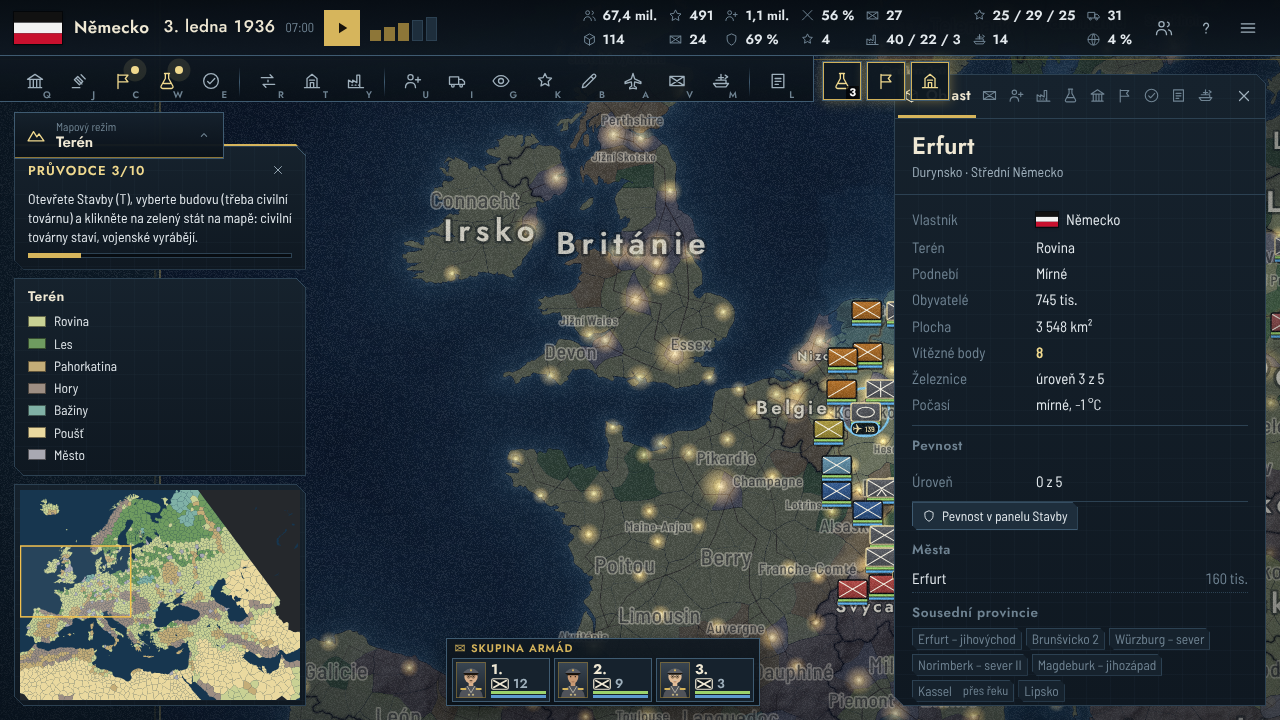 Německo
3. ledna 1936
07:00
67,4 mil.
491
1,1 mil.
56 %
27
25 / 29 / 25
31
114
24
69 %
4
40 / 22 / 3
14
4 %
?
Q
J
C
W
E
R
T
Y
U
I
G
K
B
A
V
M
L
3
Mapový režim
Terén
PRŮVODCE 3/10
Otevřete Stavby (T), vyberte budovu (třeba civilní
továrnu) a klikněte na zelený stát na mapě: civilní
továrny staví, vojenské vyrábějí.
Terén
Rovina
Les
Pahorkatina
Hory
Bažiny
Poušť
Město
Perthshire
Jižní Skotsko
Connacht
Irsko
Británie
Jižní Wales
Devon
Essex
Belgie
Pikardie
Champagne
Maine-Anjou
Poitou
Berry
Franche-Comté
Limousin
Auvergne
Galicie
León
139
SKUPINA ARMÁD
1.
12
2.
9
3.
3
Erfurt
Durynsko · Střední Německo
Vlastník
Německo
Terén
Rovina
Podnebí
Mírné
Obyvatelé
745 tis.
Plocha
3 548 km²
Vítězné body
8
Železnice
úroveň 3 z 5
Počasí
mírné, -1 °C
Pevnost
Úroveň
0 z 5
Pevnost v panelu Stavby
Města
Erfurt
160 tis.
Sousední provincie
Erfurt – jihovýchod
Brunšvicko 2
Würzburg – sever
Norimberk – sever II
Magdeburk – jihozápad
Kassel přes řeku
Lipsko